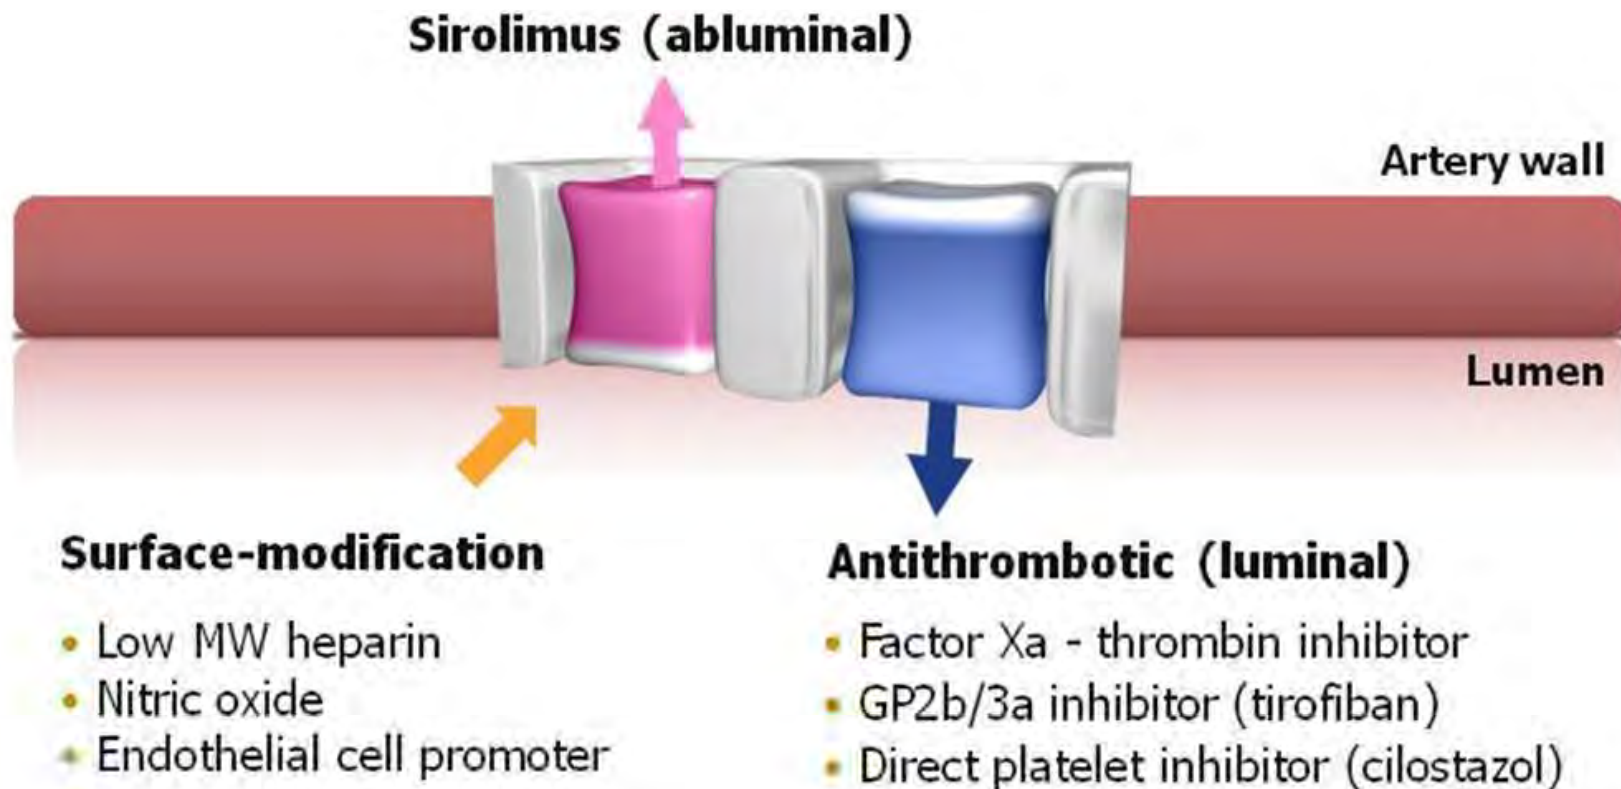 Sirolimus (abluminal)
Artery wall
Lumen
Surface-modification
• Low MW heparin
• Nitric oxide
• Endothelial cell promoter
Antithrombotic (luminal)
• Factor Xa - thrombin inhibitor
• GP2b/3a inhibitor (tirofiban)
• Direct platelet inhibitor (cilostazol)